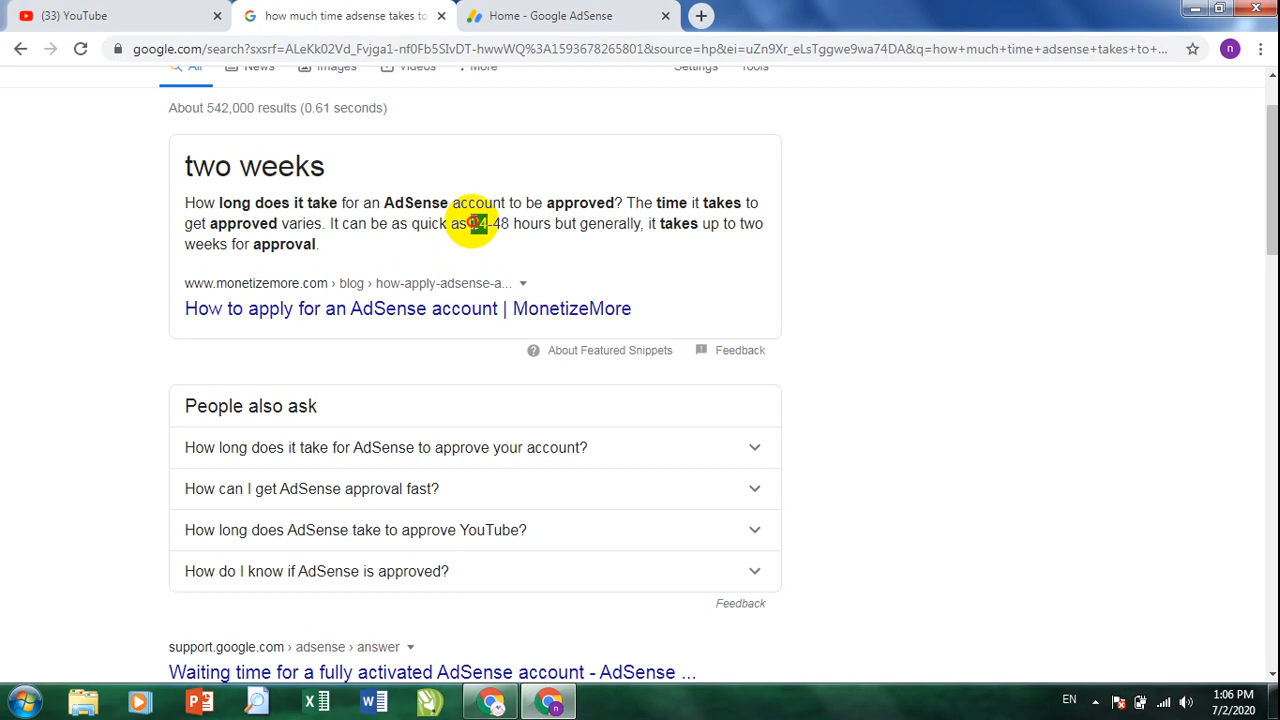 (33) YouTube
how much time adsense takes to
Home - Google AdSense
google.com/search?sxsrf=ALeKk02Vd_Fvjga1-nf0Fb5SIvDT-hwwWQ%3A1593678265801&source=hp&ei=uZn9Xr_eLsTggwe9wa74DA&q=how+much+time+adsense+takes+to+...
n
All
News
Images
Videos
More
Settings
Tools
About 542,000 results (0.61 seconds)
two weeks
How long does it take for an AdSense account to be approved? The time it takes to
get approved varies. It can be as quick as 24-48 hours but generally, it takes up to two
weeks for approval.
www.monetizemore.com › blog › how-apply-adsense-a...
How to apply for an AdSense account | MonetizeMore
About Featured Snippets
Feedback
People also ask
How long does it take for AdSense to approve your account?
How can I get AdSense approval fast?
How long does AdSense take to approve YouTube?
How do I know if AdSense is approved?
Feedback
support.google.com › adsense › answer
Waiting time for a fully activated AdSense account - AdSense ...
EN
1:06 PM
7/2/2020